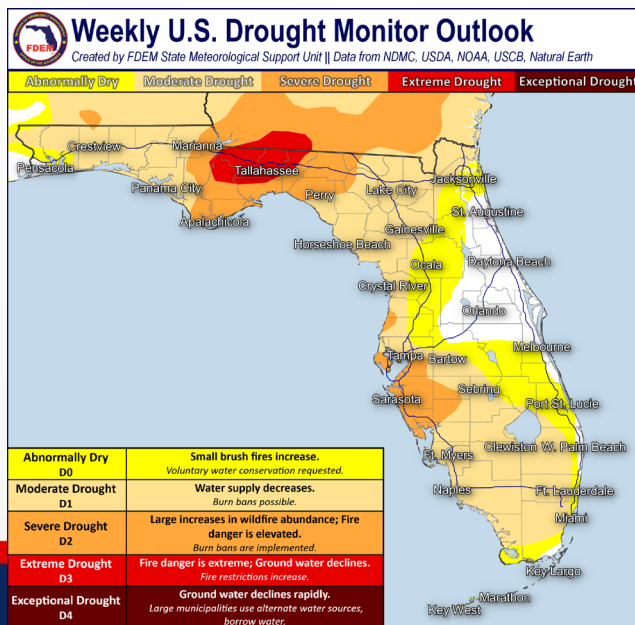 Weekly U.S. Drought Monitor Outlook
FDEM
Created by FDEM State Meteorological Support Unit || Data from NDMC, USDA, NOAA, USCB, Natural Earth
Abnormally Dry Moderate Drought Severe Drought Extreme Drought Exceptional Drought
Crestview
Marianna
Pensacola
Tallahassee
Jacksonville
Panama City
Perry
Lake City
Apalachicola
St. Augustine
Gainesville
Horseshoe Beach
Ocala
Daytona Beach
Crystal River
Orlando
Melbourne
Tampa
Bartow
Sebring
Sarasota
Port St. Lucie
Ft. Myers
Clewiston
W. Palm Beach
Naples
Ft. Lauderdale
Miami
Key Largo
Marathon
Key West
Abnormally Dry
D0
Small brush fires increase.
Voluntary water conservation requested.
Moderate Drought
D1
Water supply decreases.
Burn bans possible.
Severe Drought
D2
Large increases in wildfire abundance; Fire
danger is elevated.
Burn bans are implemented.
Extreme Drought
D3
Fire danger is extreme; Ground water declines.
Fire restrictions increase.
Exceptional Drought
D4
Ground water declines rapidly.
Large municipalities use alternate water sources,
borrow water.